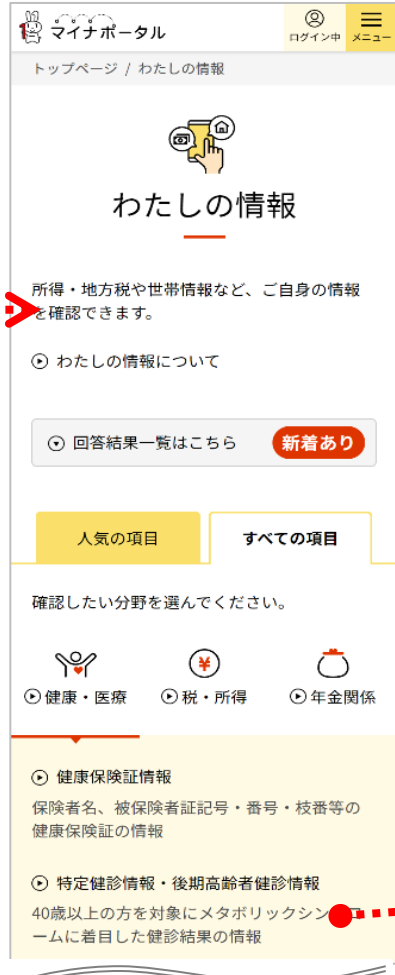 マイナポータル
ログイン中
メニュー
トップページ / わたしの情報
わたしの情報
所得・地方税や世帯情報など、ご自身の情報
を確認できます。
わたしの情報について
回答結果一覧はこちら 新着あり
人気の項目 すべての項目
確認したい分野を選んでください。
健康・医療 税・所得 年金関係
健康保険証情報
保険者名、被保険者証記号・番号・枝番等の
健康保険証の情報
特定健診情報・後期高齢者健診情報
40歳以上の方を対象にメタボリックシン
ームに着目した健診結果の情報